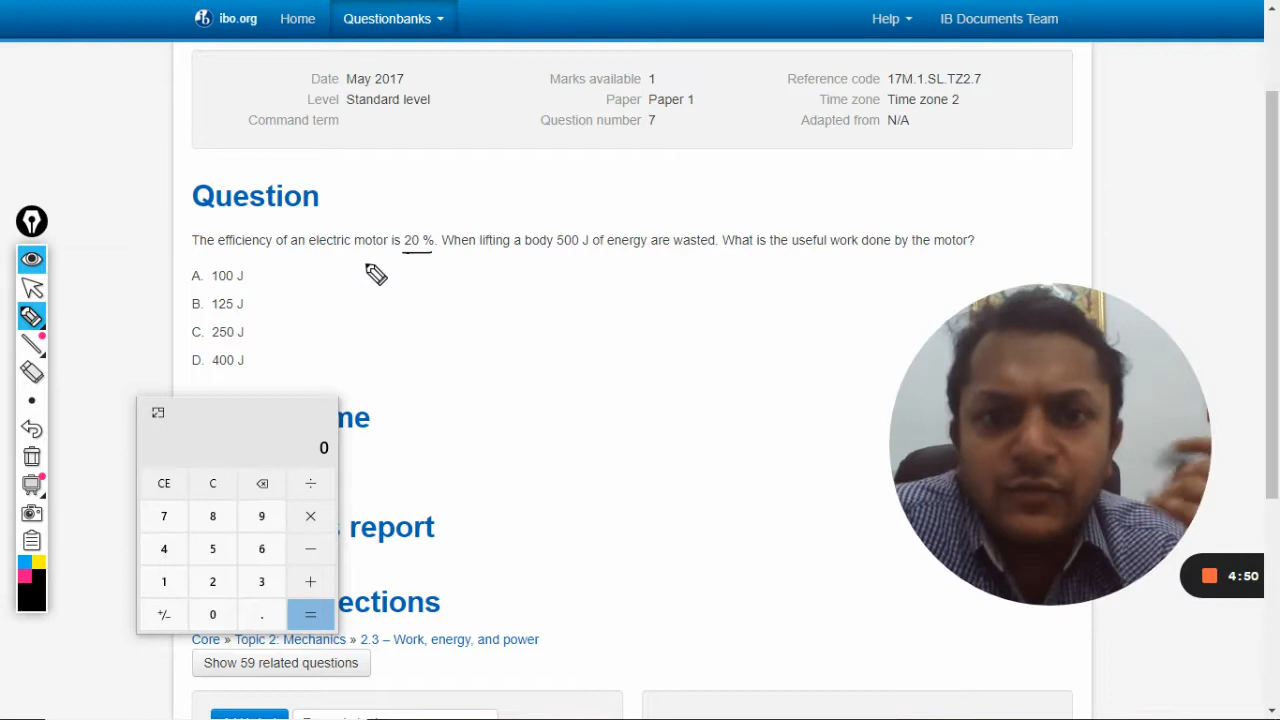 ibo.org Home Questionbanks Help IB Documents Team
Date May 2017 Marks available 1 Reference code 17M.1.SL.TZ2.7
Level Standard level Paper Paper 1 Time zone Time zone 2
Command term Question number 7 Adapted from N/A
Question
The efficiency of an electric motor is 20 %. When lifting a body 500 J of energy are wasted. What is the useful work done by the motor?
A. 100 J
B. 125 J
C. 250 J
D. 400 J
me
0
CE C ÷
7 8 9 ×
report
4 5 6 −
1 2 3 +
4:50
ections
+/− 0 . =
Core » Topic 2: Mechanics » 2.3 – Work, energy, and power
Show 59 related questions